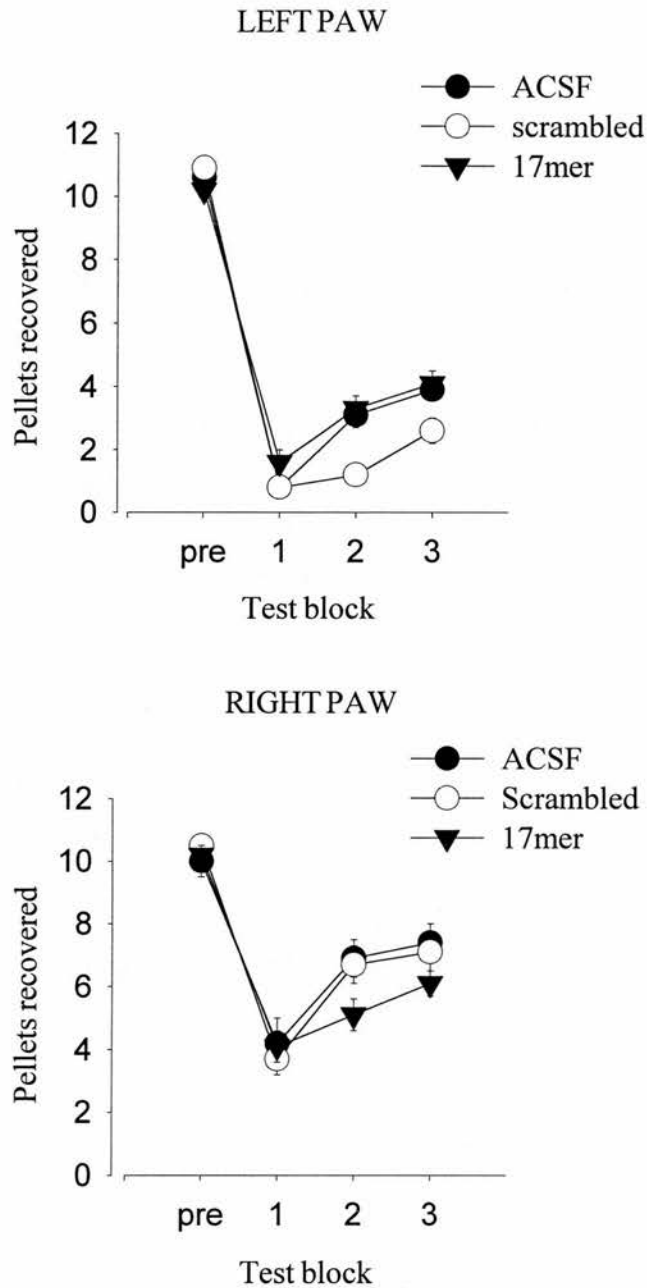 LEFT PAW
ACSF
scrambled
17mer
12
10
8
6
4
2
0
Pellets recovered
pre 1 2 3
Test block
RIGHT PAW
ACSF
Scrambled
17mer
12
10
8
6
4
2
0
Pellets recovered
pre 1 2 3
Test block